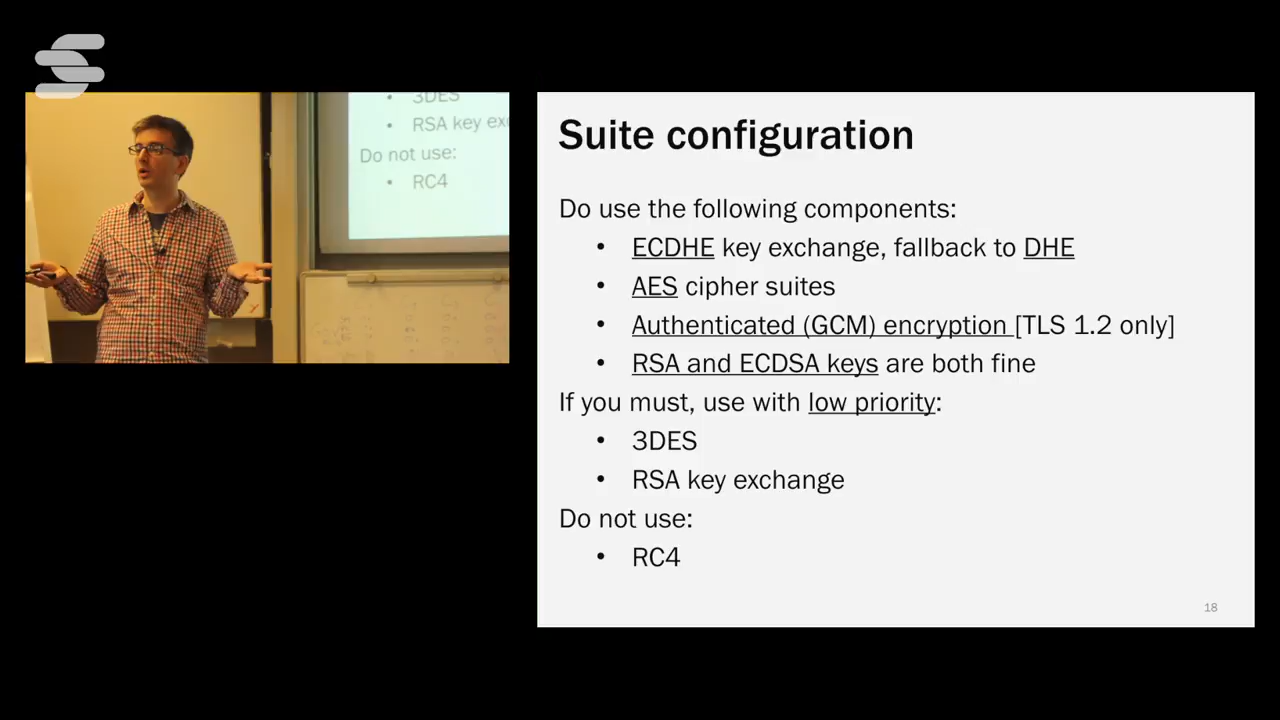 3DES
RSA key ex
Do not use:
RC4
Suite configuration
Do use the following components:
• ECDHE key exchange, fallback to DHE
• AES cipher suites
• Authenticated (GCM) encryption [TLS 1.2 only]
• RSA and ECDSA keys are both fine
If you must, use with low priority:
• 3DES
• RSA key exchange
Do not use:
• RC4
18